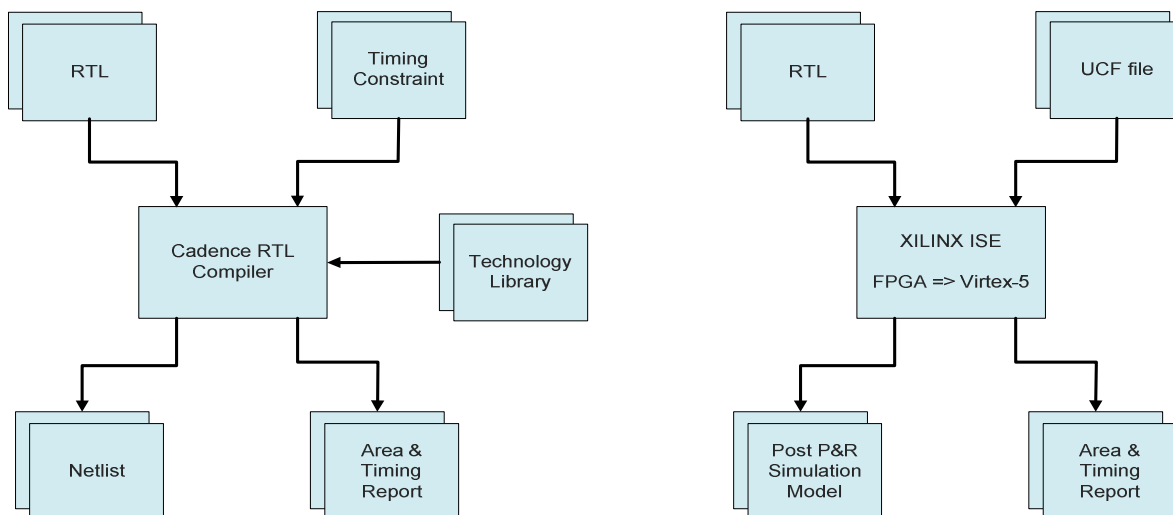 RTL
Timing
Constraint
Cadence RTL
Compiler
Technology
Library
Netlist
Area &
Timing
Report
RTL
UCF file
XILINX ISE
FPGA => Virtex-5
Post P&R
Simulation
Model
Area &
Timing
Report